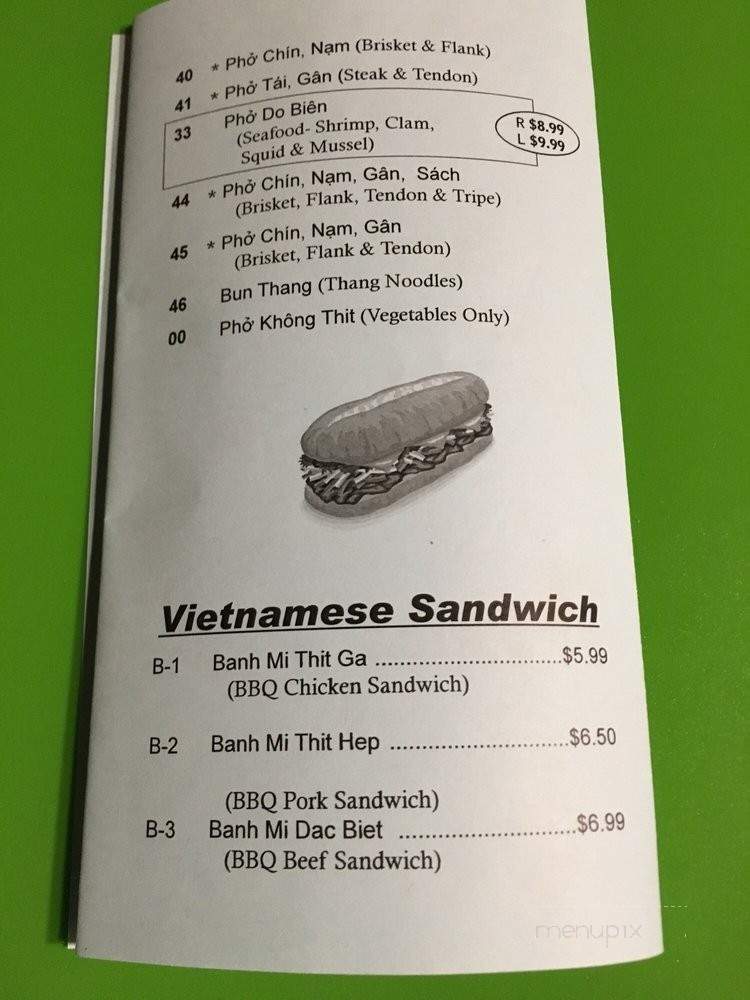 40 * Phở Chín, Nạm (Brisket & Flank)
41 * Phở Tái, Gân (Steak & Tendon)
33 Phở Do Biên
(Seafood- Shrimp, Clam,
Squid & Mussel)
R $8.99
L $9.99
44 * Phở Chín, Nạm, Gân, Sách
(Brisket, Flank, Tendon & Tripe)
45 * Phở Chín, Nạm, Gân
(Brisket, Flank & Tendon)
46 Bun Thang (Thang Noodles)
00 Phở Không Thit (Vegetables Only)
Vietnamese Sandwich
B-1 Banh Mi Thit Ga ................................$5.99
(BBQ Chicken Sandwich)
B-2 Banh Mi Thit Hep ..............................$6.50
(BBQ Pork Sandwich)
B-3 Banh Mi Dac Biet ..............................$6.99
(BBQ Beef Sandwich)
menupix